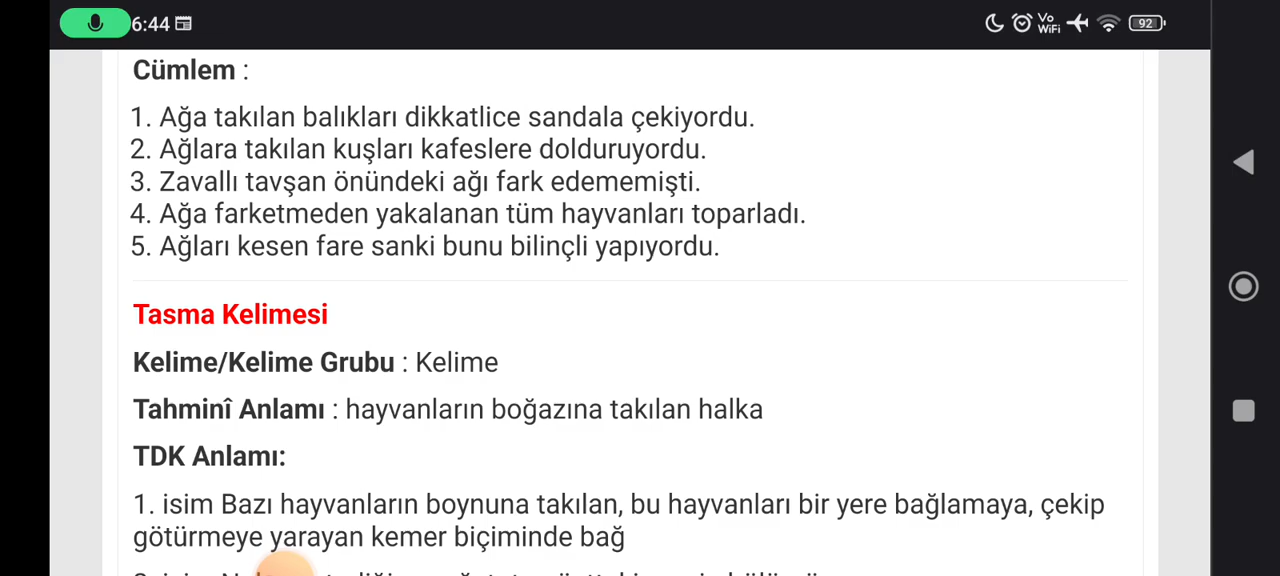 6:44
Vo
WiFi
92
Cümlem :
1. Ağa takılan balıkları dikkatlice sandala çekiyordu.
2. Ağlara takılan kuşları kafeslere dolduruyordu.
3. Zavallı tavşan önündeki ağı fark edememişti.
4. Ağa farketmeden yakalanan tüm hayvanları toparladı.
5. Ağları kesen fare sanki bunu bilinçli yapıyordu.
Tasma Kelimesi
Kelime/Kelime Grubu : Kelime
Tahminî Anlamı : hayvanların boğazına takılan halka
TDK Anlamı:
1. isim Bazı hayvanların boynuna takılan, bu hayvanları bir yere bağlamaya, çekip
götürmeye yarayan kemer biçiminde bağ